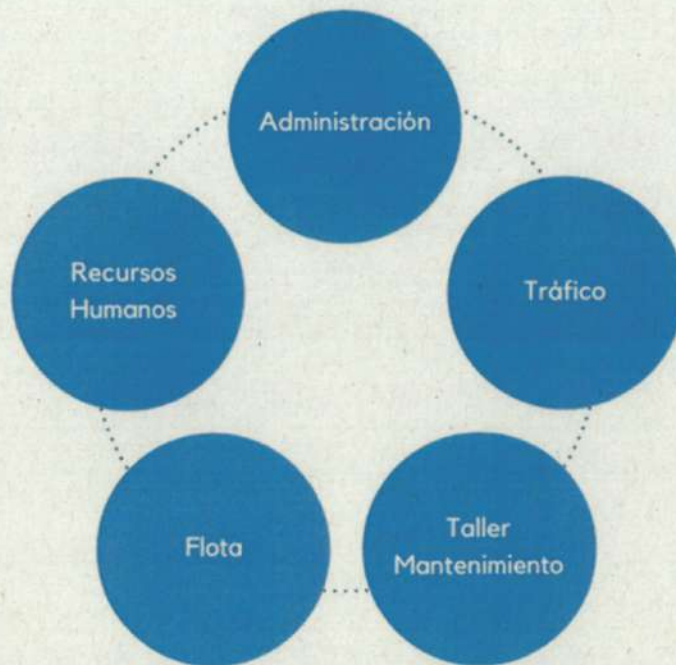 Administración
Tráfico
Taller
Mantenimiento
Flota
Recursos
Humanos